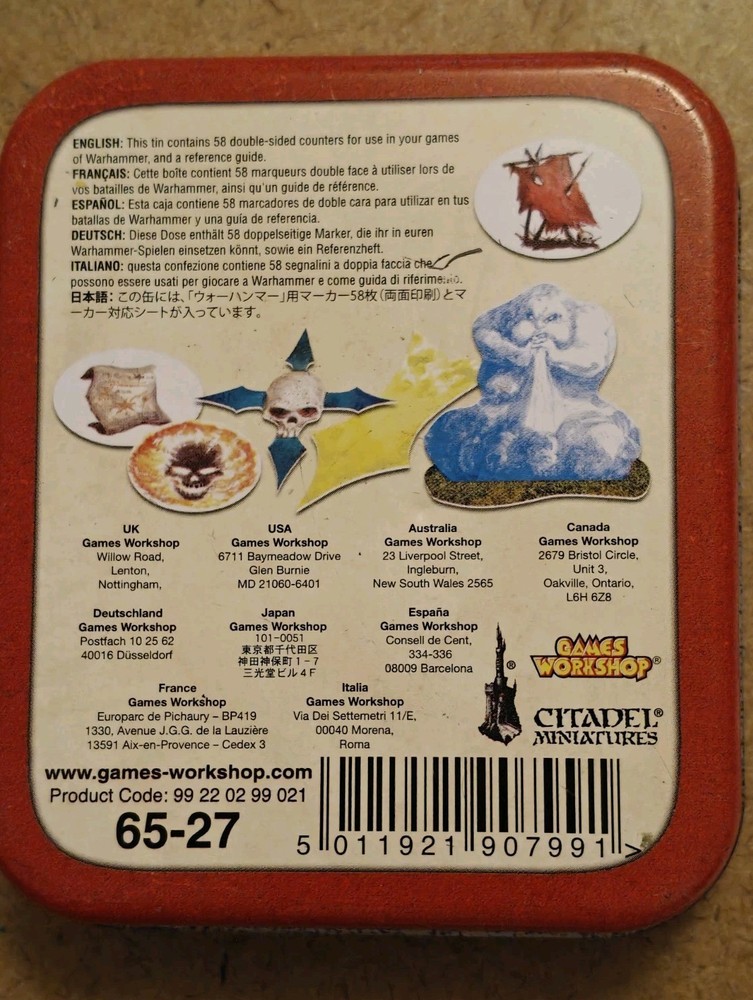 ENGLISH: This tin contains 58 double-sided counters for use in your games
of Warhammer, and a reference guide.
FRANÇAIS: Cette boîte contient 58 marqueurs double face à utiliser lors de
vos batailles de Warhammer, ainsi qu'un guide de référence.
ESPAÑOL: Esta caja contiene 58 marcadores de doble cara para utilizar en tus
batallas de Warhammer y una guía de referencia.
DEUTSCH: Diese Dose enthält 58 doppelseitige Marker, die ihr in euren
Warhammer-Spielen einsetzen könnt, sowie ein Referenzheft.
ITALIANO: questa confezione contiene 58 segnalini a doppia faccia che
possono essere usati per giocare a Warhammer e come guida di riferimento.
日本語：この缶には、「ウォーハンマー」用マーカー58枚（両面印刷）とマ
ーカー対応シートが入っています。
UK
Games Workshop
Willow Road,
Lenton,
Nottingham,
USA
Games Workshop
6711 Baymeadow Drive
Glen Burnie
MD 21060-6401
Australia
Games Workshop
23 Liverpool Street,
Ingleburn,
New South Wales 2565
Canada
Games Workshop
2679 Bristol Circle,
Unit 3,
Oakville, Ontario,
L6H 6Z8
Deutschland
Games Workshop
Postfach 10 25 62
40016 Düsseldorf
Japan
Games Workshop
101-0051
東京都千代田区
神田神保町１－７
三光堂ビル４Ｆ
España
Games Workshop
Consell de Cent,
334-336
08009 Barcelona
France
Games Workshop
Europarc de Pichaury – BP419
1330, Avenue J.G.G. de la Lauzière
13591 Aix-en-Provence – Cedex 3
Italia
Games Workshop
Via Dei Settemetri 11/E,
00040 Morena,
Roma
®
GAMES
WORKSHOP®
CITADEL®
MINIATURES
www.games-workshop.com
Product Code: 99 22 02 99 021
65-27
5 011921 907991 >